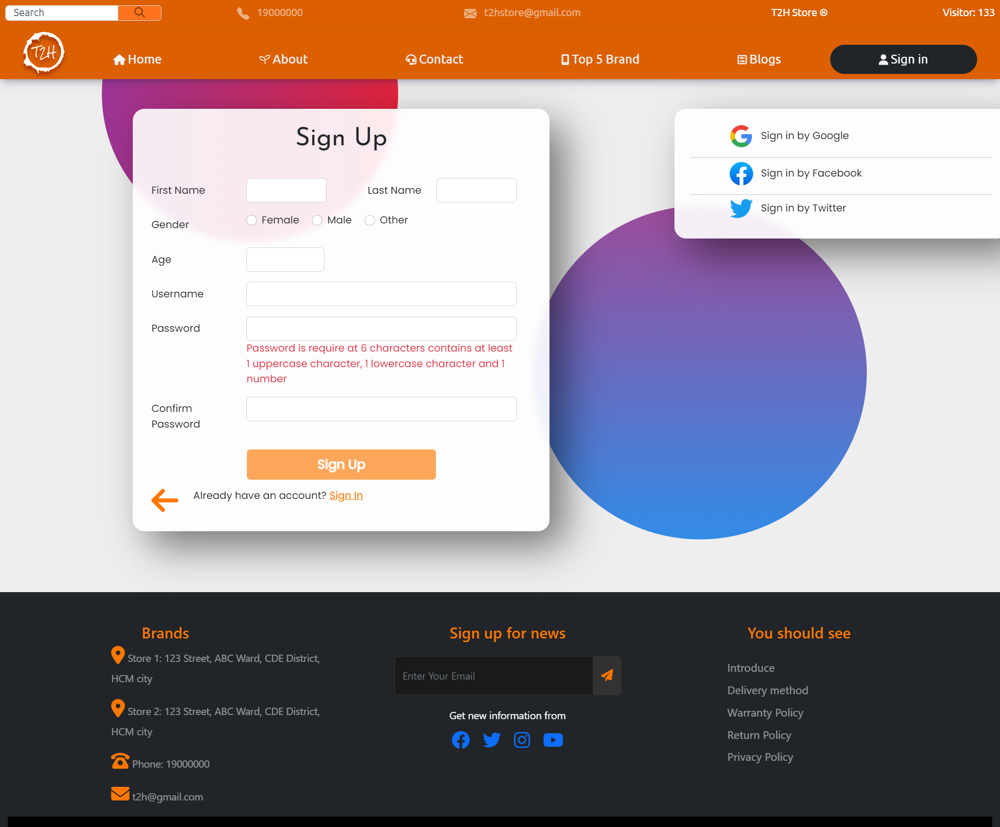 Search
19000000
t2hstore@gmail.com
T2H Store ®
Visitor: 133
T2H
Home
About
Contact
Top 5 Brand
Blogs
Sign in
Sign Up
First Name
Last Name
Gender
Female
Male
Other
Age
Username
Password
Password is require at 6 characters contains at least
1 uppercase character, 1 lowercase character and 1
number
Confirm
Password
Sign Up
Already have an account? Sign In
Sign in by Google
Sign in by Facebook
Sign in by Twitter
Brands
Store 1: 123 Street, ABC Ward, CDE District,
HCM city
Store 2: 123 Street, ABC Ward, CDE District,
HCM city
Phone: 19000000
t2h@gmail.com
Sign up for news
Enter Your Email
Get new information from
You should see
Introduce
Delivery method
Warranty Policy
Return Policy
Privacy Policy